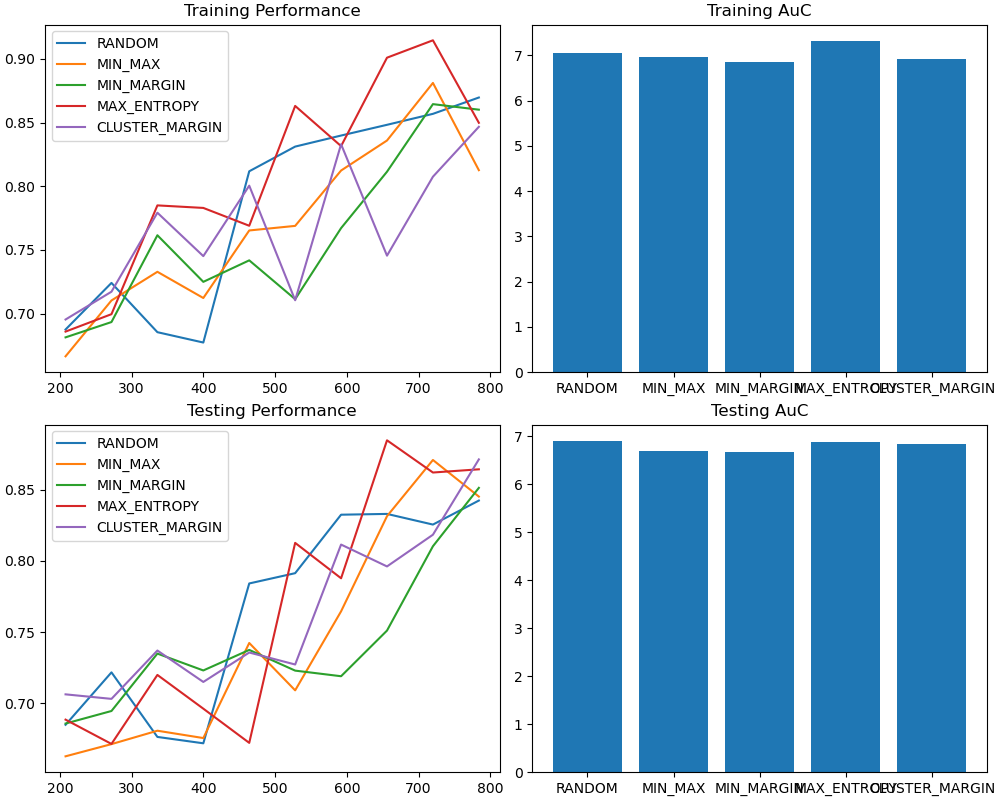 Training Performance
RANDOM
MIN_MAX
MIN_MARGIN
MAX_ENTROPY
CLUSTER_MARGIN
0.90
0.85
0.80
0.75
0.70
200 300 400 500 600 700 800
Training AuC
7
6
5
4
3
2
1
0
RANDOM MIN_MAX MIN_MARGIN MAX_ENTROPY CLUSTER_MARGIN
Testing Performance
RANDOM
MIN_MAX
MIN_MARGIN
MAX_ENTROPY
CLUSTER_MARGIN
0.85
0.80
0.75
0.70
200 300 400 500 600 700 800
Testing AuC
7
6
5
4
3
2
1
0
RANDOM MIN_MAX MIN_MARGIN MAX_ENTROPY CLUSTER_MARGIN